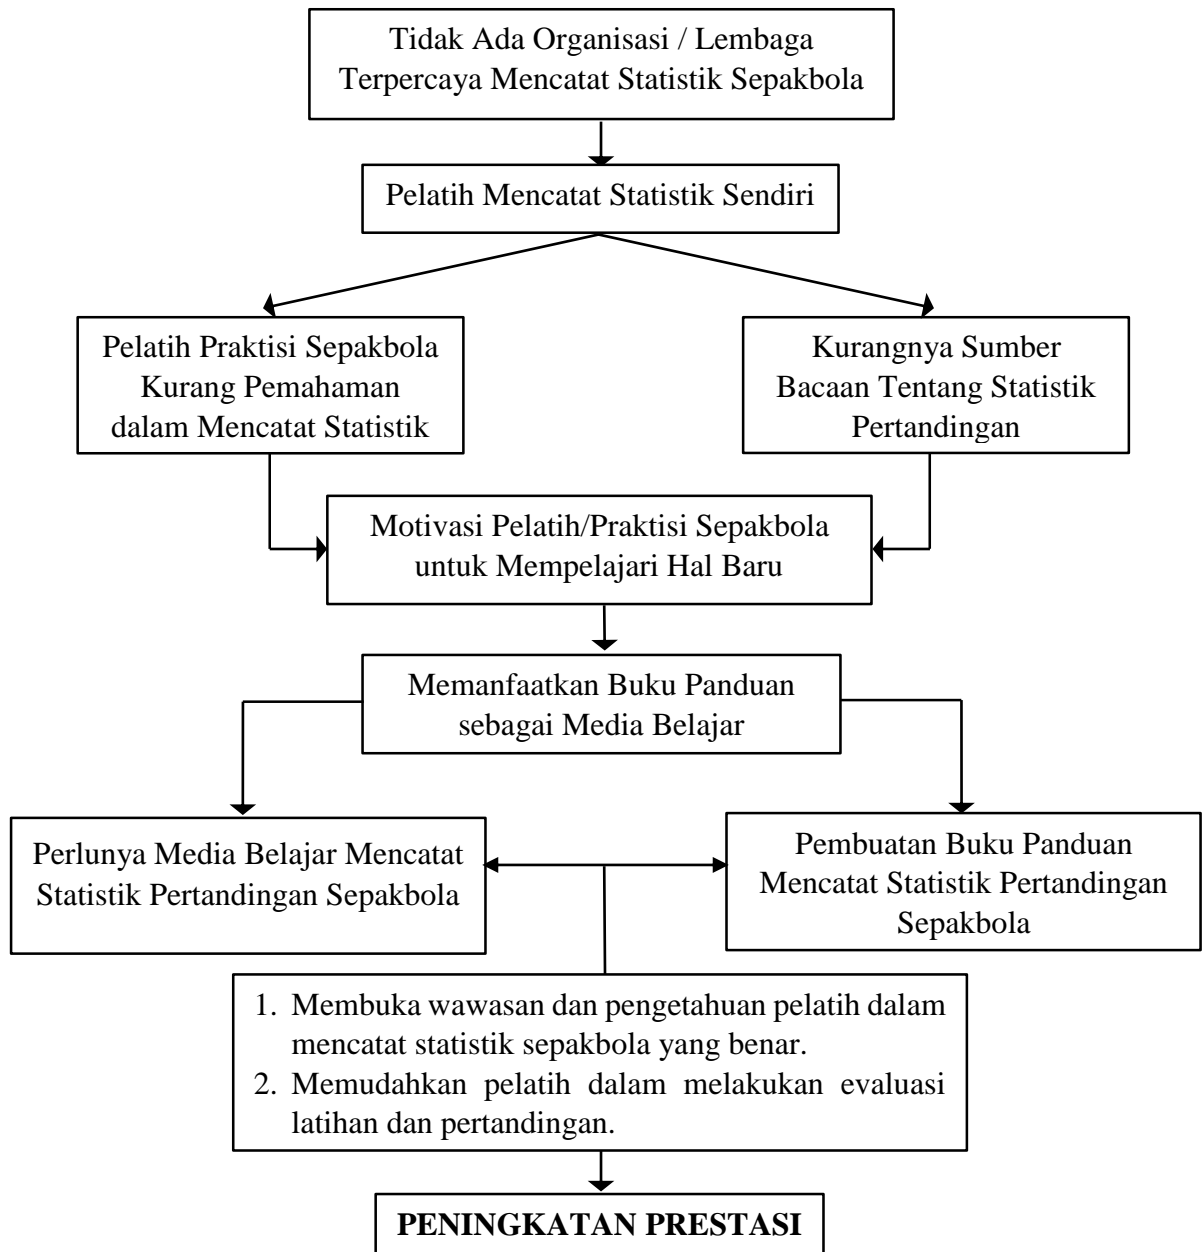 Tidak Ada Organisasi / Lembaga
Terpercaya Mencatat Statistik Sepakbola
Pelatih Mencatat Statistik Sendiri
Pelatih Praktisi Sepakbola
Kurang Pemahaman
dalam Mencatat Statistik
Kurangnya Sumber
Bacaan Tentang Statistik
Pertandingan
Motivasi Pelatih/Praktisi Sepakbola
untuk Mempelajari Hal Baru
Memanfaatkan Buku Panduan
sebagai Media Belajar
Perlunya Media Belajar Mencatat
Statistik Pertandingan Sepakbola
Pembuatan Buku Panduan
Mencatat Statistik Pertandingan
Sepakbola
1. Membuka wawasan dan pengetahuan pelatih dalam
mencatat statistik sepakbola yang benar.
2. Memudahkan pelatih dalam melakukan evaluasi
latihan dan pertandingan.
PENINGKATAN PRESTASI